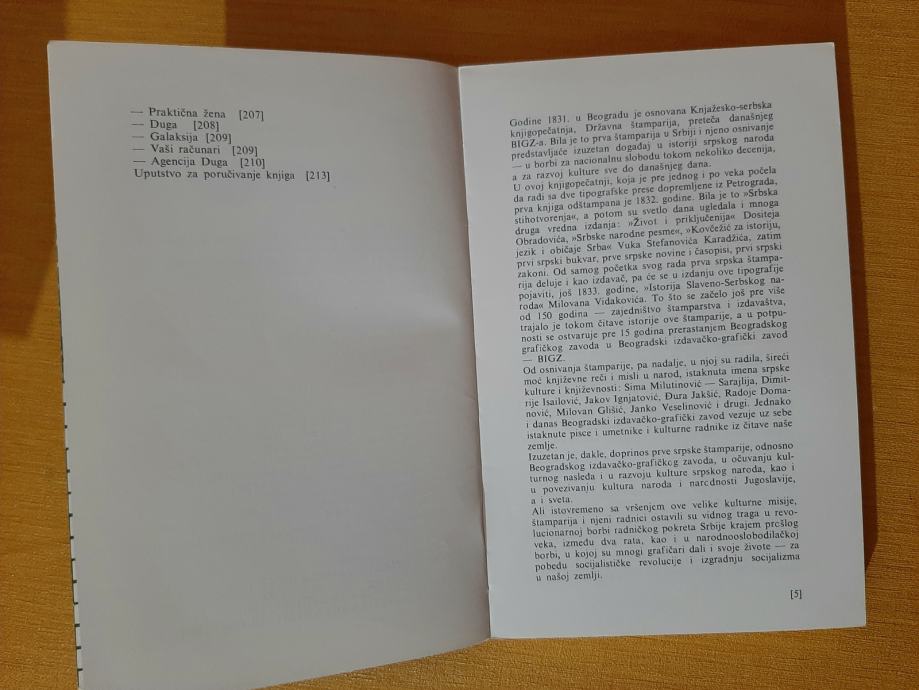 — Praktična žena [207]
— Duga [208]
— Galaksija [209]
— Vaši računari [209]
— Agencija Duga [210]
Uputstvo za poručivanje knjiga [213]
Godine 1831. u Beogradu je osnovana Knjažesko-serbska
knjigopečatnja, Državna štamparija, preteča današnjeg
BIGZ-a. Bila je to prva štamparija u Srbiji i njeno osnivanje
predstavljaće izuzetan događaj u istoriji srpskog naroda
— u borbi za nacionalnu slobodu tokom nekoliko decenija,
a za razvoj kulture sve do današnjeg dana.
U ovoj knjigopečatnji, koja je pre jednog i po veka počela
da radi sa dve tipografske prese dopremljene iz Petrograda,
prva knjiga odštampana je 1832. godine. Bila je to »Srbska
stihotvorenja«, a potom su svetlo dana ugledala i mnoga
druga vredna izdanja: »Život i priključenija« Dositeja
Obradovića, »Srbske narodne pesme«, »Kovčežić za istoriju,
jezik i običaje Srba« Vuka Stefanovića Karadžića, zatim
prvi srpski bukvar, prve srpske novine i časopisi, prvi srpski
zakoni. Od samog početka svog rada prva srpska štampa-
rija deluje i kao izdavač, pa će se u izdanju ove tipografije
pojaviti, još 1833. godine, »Istorija Slaveno-Serbskog na-
roda« Milovana Vidakovića. To što se začelo još pre više
od 150 godina — zajedništvo štamparstva i izdavaštva,
trajalo je tokom čitave istorije ove štamparije, a u potpu-
nosti se ostvaruje pre 15 godina prerastanjem Beogradskog
grafičkog zavoda u Beogradski izdavačko-grafički zavod
— BIGZ.
Od osnivanja štamparije, pa nadalje, u njoj su radila, šireći
moć književne reči i misli u narod, istaknuta imena srpske
kulture i književnosti: Sima Milutinović — Sarajlija, Dimit-
rije Isailović, Jakov Ignjatović, Đura Jakšić, Radoje Doma-
nović, Milovan Glišić, Janko Veselinović i drugi. Jednako
i danas Beogradski izdavačko-grafički zavod vezuje uz sebe
istaknute pisce i umetnike i kulturne radnike iz čitave naše
zemlje.
Izuzetan je, dakle, doprinos prve srpske štamparije, odnosno
Beogradskog izdavačko-grafičkog zavoda, u očuvanju kul-
turnog nasleđa i u razvoju kulture srpskog naroda, kao i
u povezivanju kultura naroda i narodnosti Jugoslavije,
a i sveta.
Ali istovremeno sa vršenjem ove velike kulturne misije,
štamparija i njeni radnici ostavili su vidnog traga u revo-
lucionarnoj borbi radničkog pokreta Srbije krajem prošlog
veka, između dva rata, kao i u narodnooslobodilačkoj
borbi, u kojoj su mnogi grafičari dali i svoje živote — za
pobedu socijalističke revolucije i izgradnju socijalizma
u našoj zemlji.
[5]